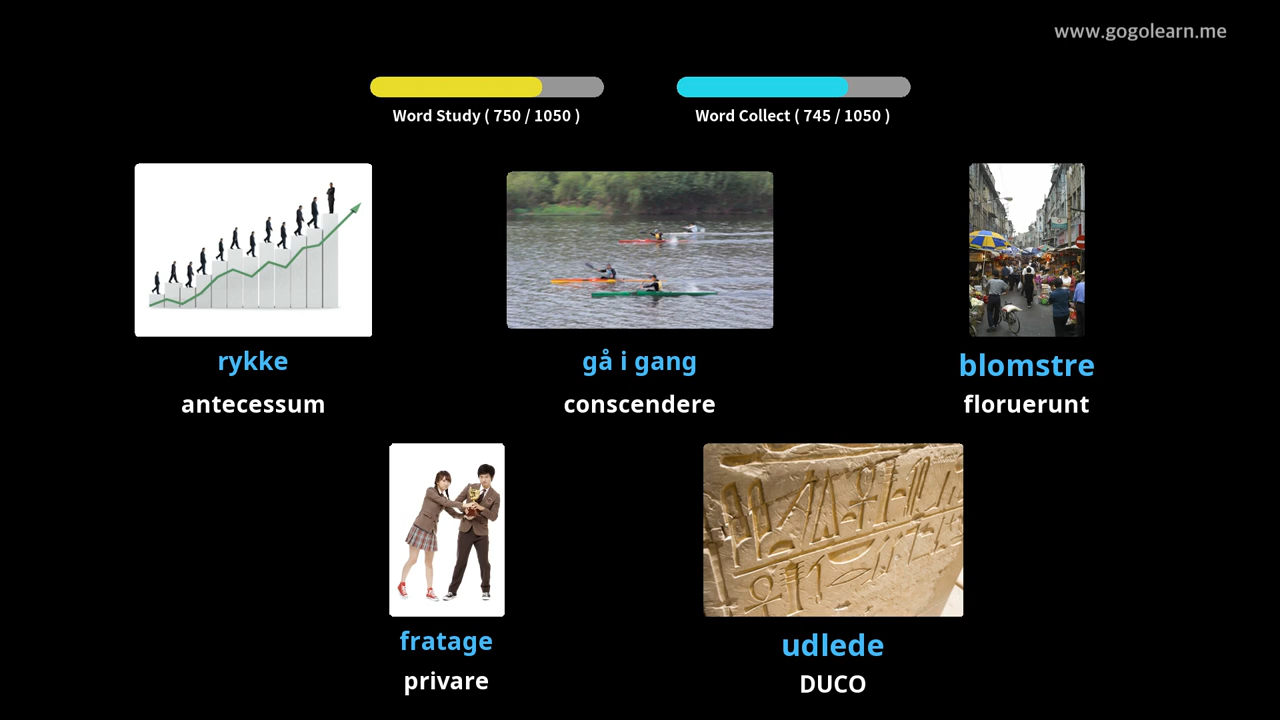 www.gogolearn.me
Word Study ( 750 / 1050 )
Word Collect ( 745 / 1050 )
rykke
antecessum
gå i gang
conscendere
blomstre
floruerunt
fratage
privare
udlede
DUCO